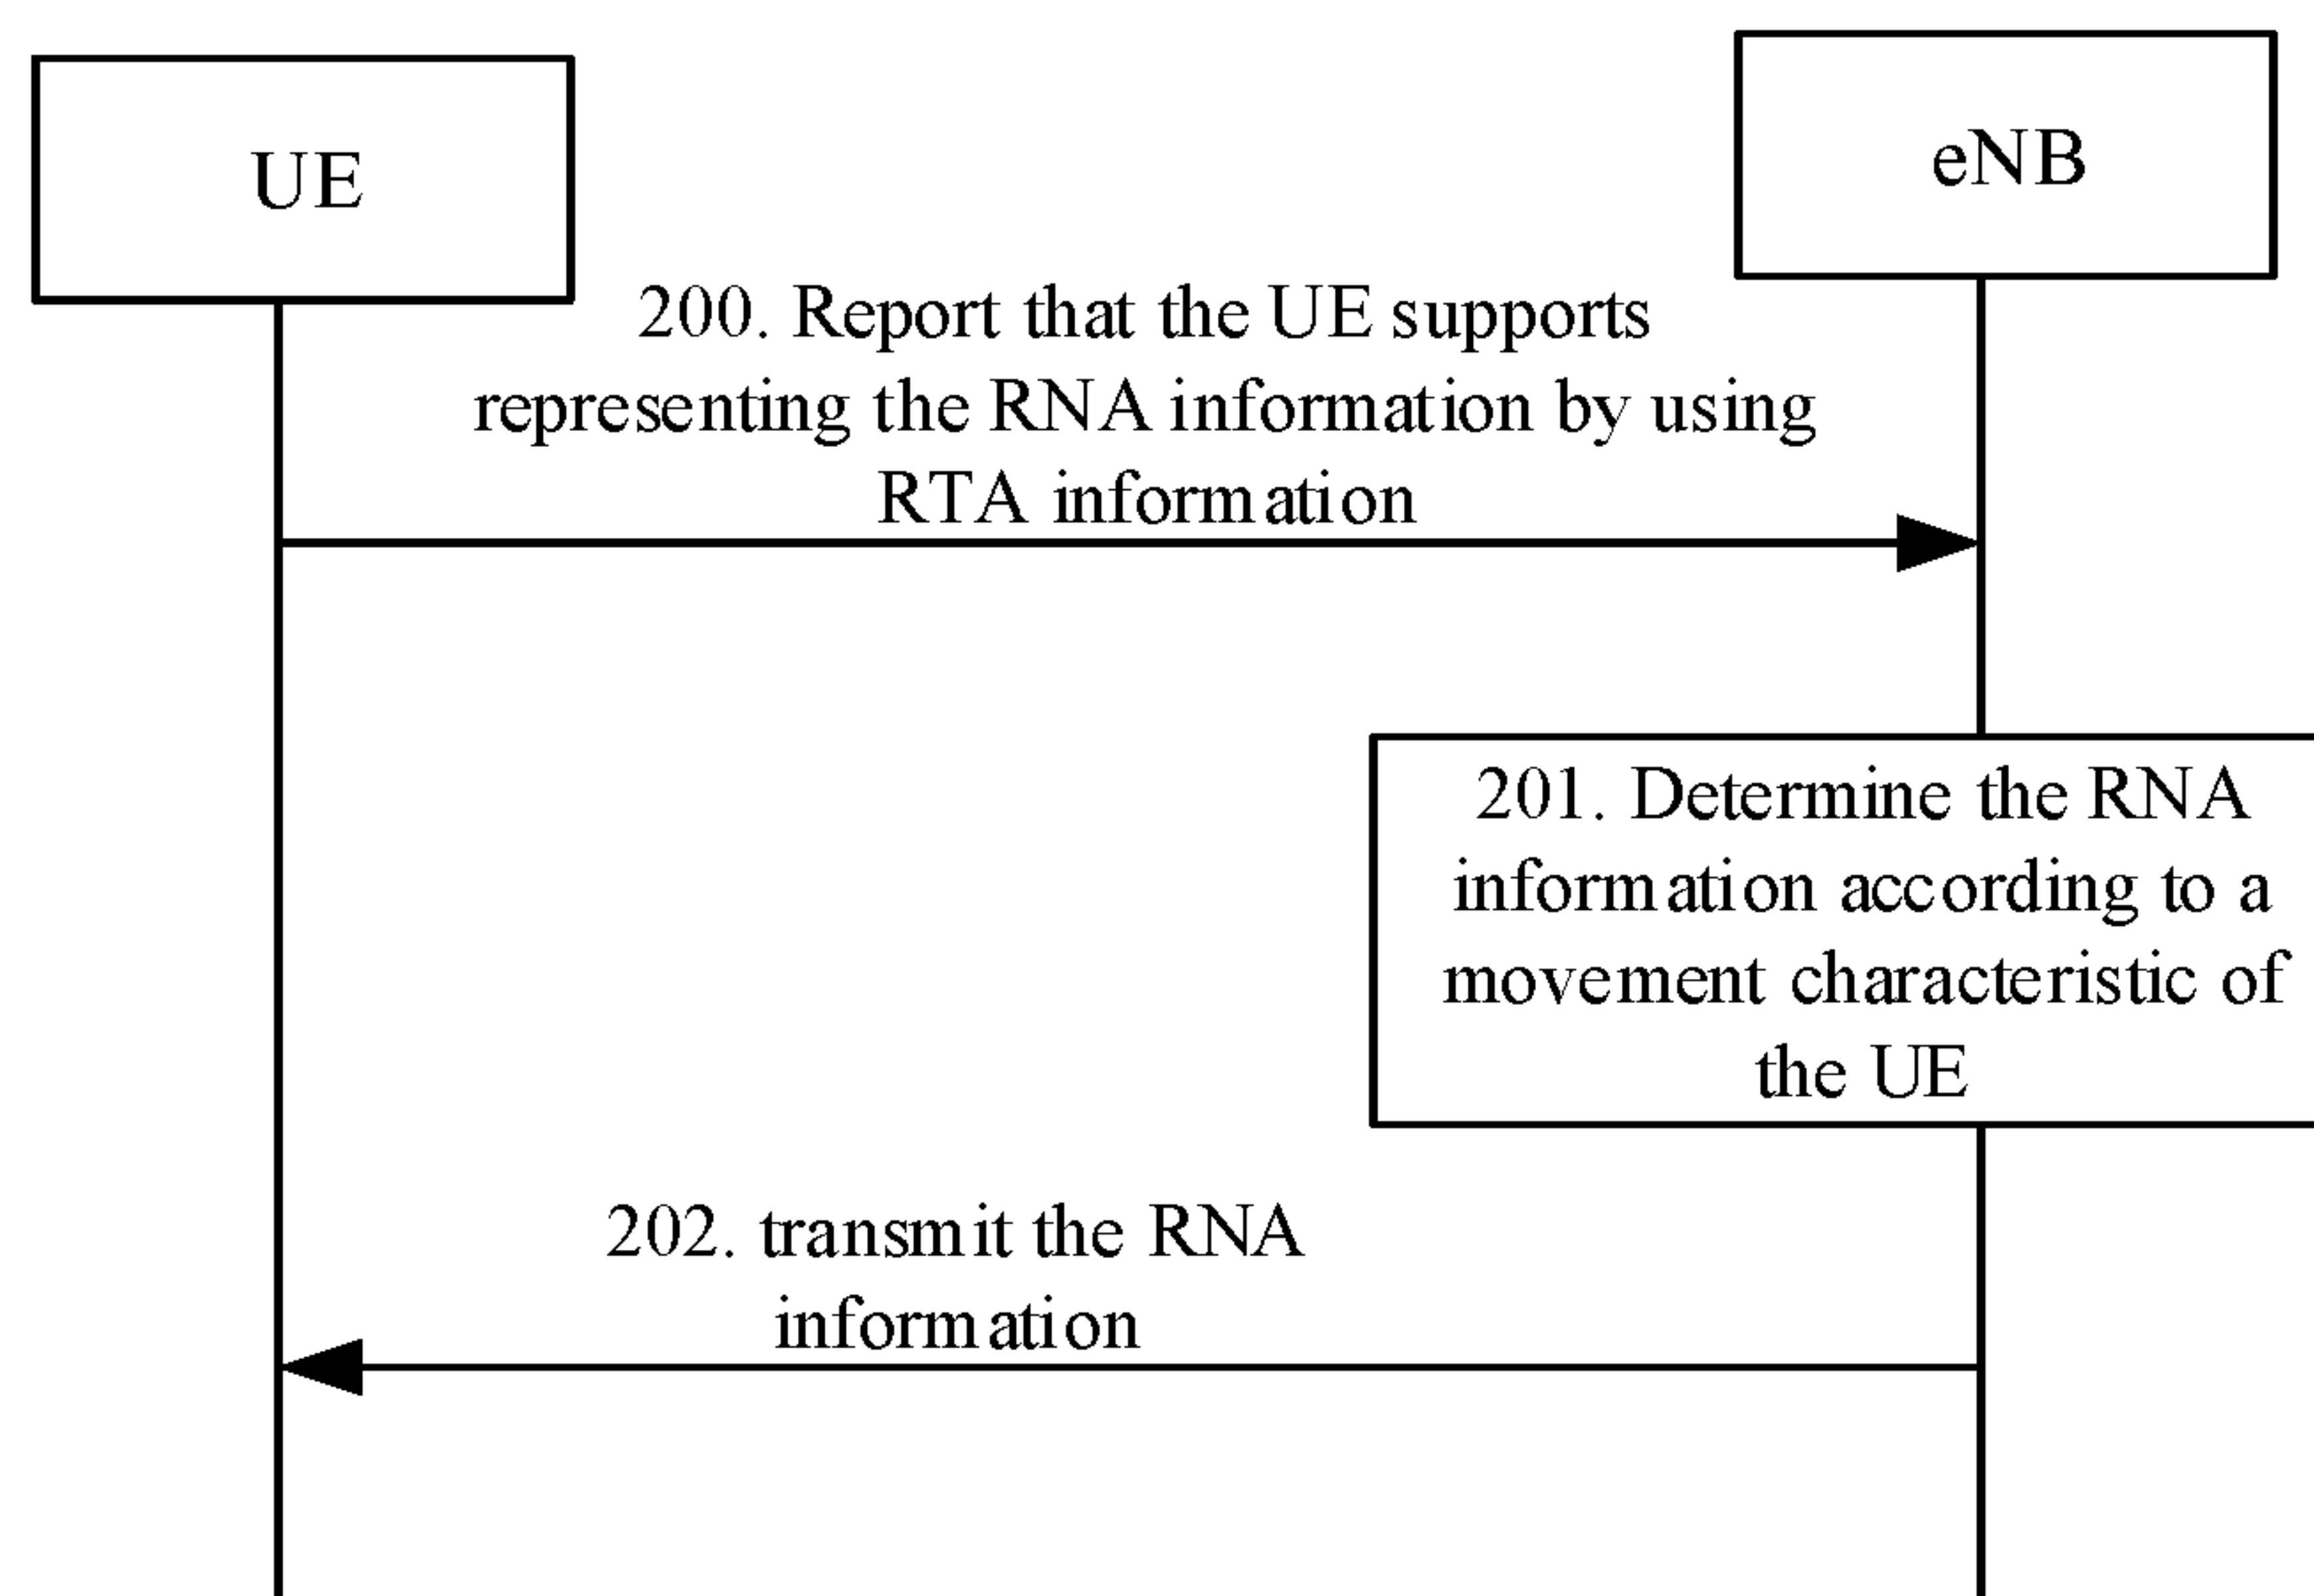 UE
eNB
200. Report that the UE supports
representing the RNA information by using
RTA information
201. Determine the RNA
information according to a
movement characteristic of
the UE
202. transmit the RNA
information